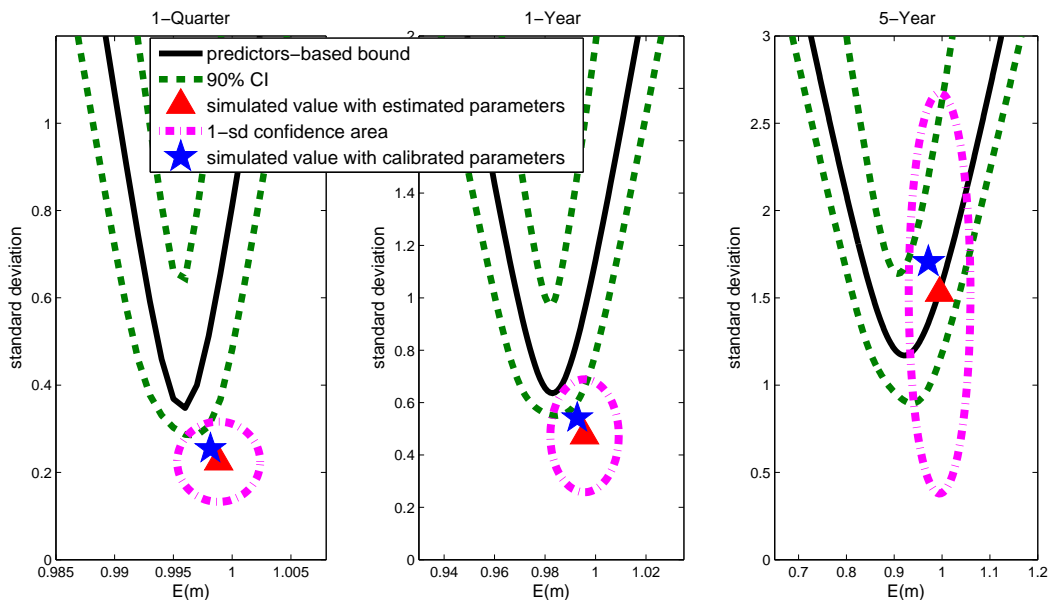 1−Quarter
1−Year
5−Year
predictors−based bound
90% CI
simulated value with estimated parameters
1−sd confidence area
simulated value with calibrated parameters
standard deviation
1
0.8
0.6
0.4
0.2
0
0.985
0.99
0.995
1
1.005
E(m)
standard deviation
2
1.4
1.2
1
0.8
0.6
0.4
0.2
0
0.94
0.96
0.98
1
1.02
E(m)
standard deviation
3
2.5
2
1.5
1
0.5
0
0.7
0.8
0.9
1
1.1
1.2
E(m)